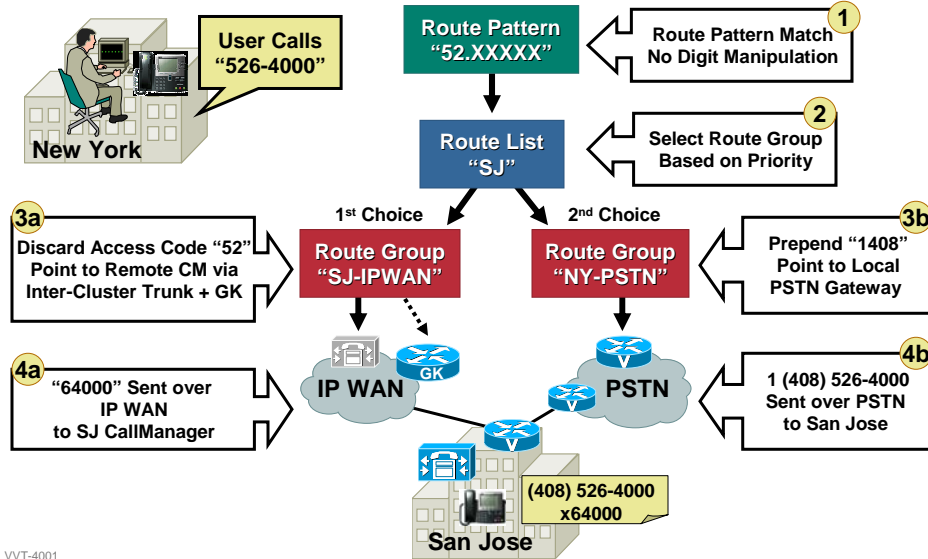 User Calls
“526-4000”
New York
Route Pattern
“52.XXXXX”
1
Route Pattern Match
No Digit Manipulation
Route List
“SJ”
2
Select Route Group
Based on Priority
1st Choice
2nd Choice
3a
Discard Access Code “52”
Point to Remote CM via
Inter-Cluster Trunk + GK
Route Group
“SJ-IPWAN”
Route Group
“NY-PSTN”
3b
Prepend “1408”
Point to Local
PSTN Gateway
GK
V
IP WAN
PSTN
V
4a
“64000” Sent over
IP WAN
to SJ CallManager
4b
1 (408) 526-4000
Sent over PSTN
to San Jose
V
(408) 526-4000
x64000
San Jose
VVT-4001